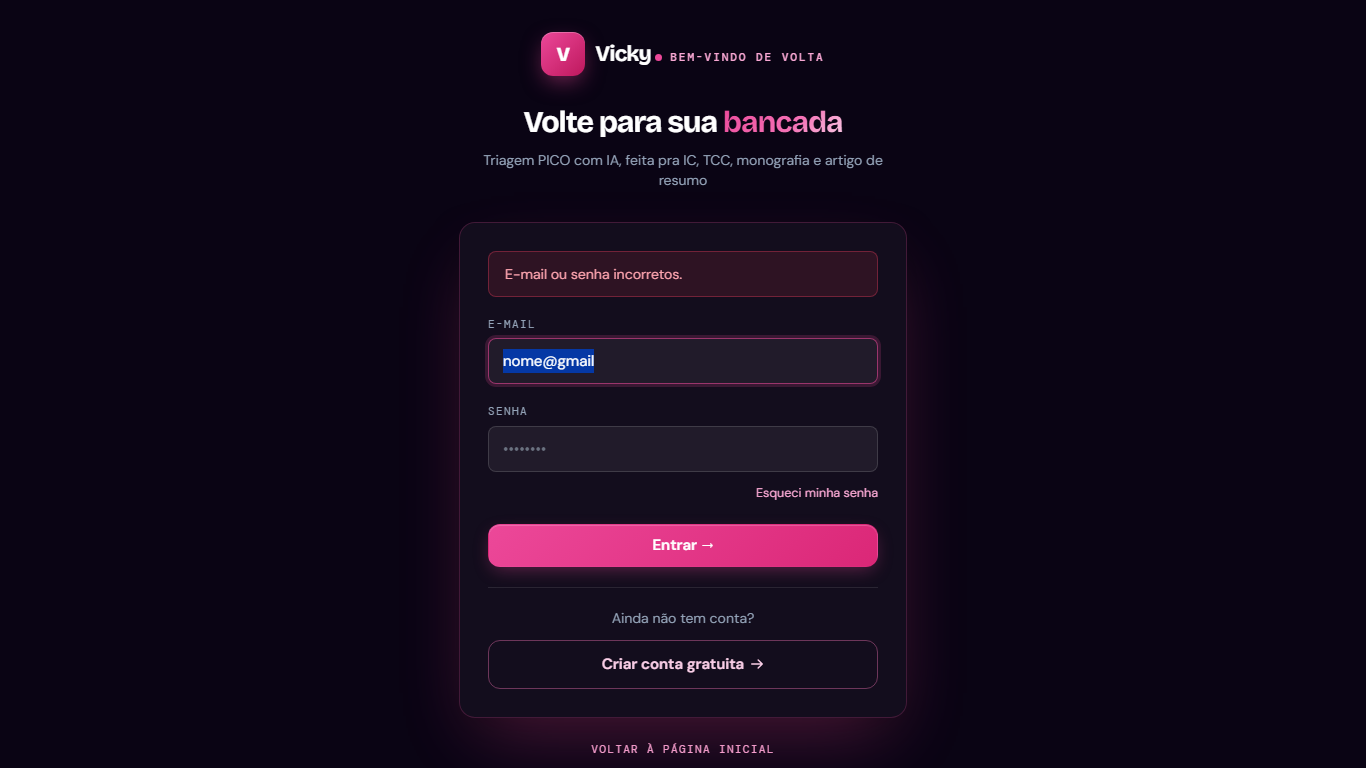 V
Vicky • BEM-VINDO DE VOLTA
Volte para sua bancada
Triagem PICO com IA, feita pra IC, TCC, monografia e artigo de
resumo
E-mail ou senha incorretos.
E-MAIL
nome@gmail
SENHA
••••••••
Esqueci minha senha
Entrar →
Ainda não tem conta?
Criar conta gratuita →
VOLTAR À PÁGINA INICIAL